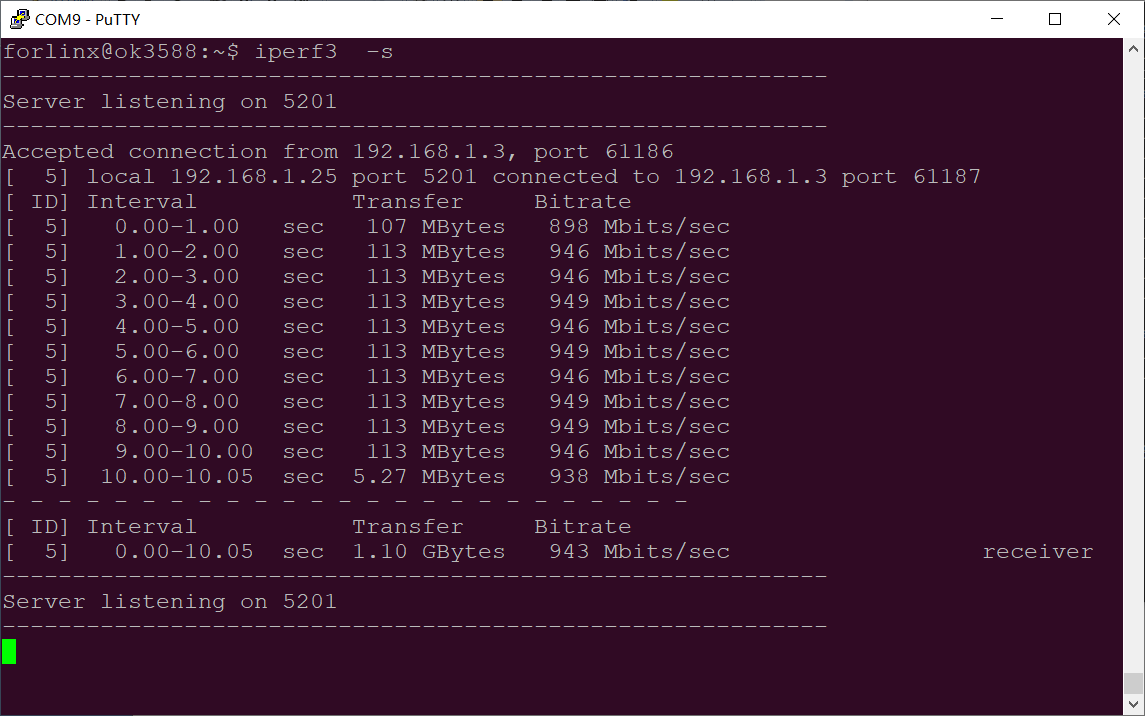 COM9 - PuTTY
forlinx@ok3588:~$ iperf3  -s
-----------------------------------------------------------
Server listening on 5201
-----------------------------------------------------------
Accepted connection from 192.168.1.3, port 61186
[  5] local 192.168.1.25 port 5201 connected to 192.168.1.3 port 61187
[ ID] Interval           Transfer     Bitrate
[  5]   0.00-1.00   sec   107 MBytes   898 Mbits/sec
[  5]   1.00-2.00   sec   113 MBytes   946 Mbits/sec
[  5]   2.00-3.00   sec   113 MBytes   946 Mbits/sec
[  5]   3.00-4.00   sec   113 MBytes   949 Mbits/sec
[  5]   4.00-5.00   sec   113 MBytes   946 Mbits/sec
[  5]   5.00-6.00   sec   113 MBytes   949 Mbits/sec
[  5]   6.00-7.00   sec   113 MBytes   946 Mbits/sec
[  5]   7.00-8.00   sec   113 MBytes   949 Mbits/sec
[  5]   8.00-9.00   sec   113 MBytes   949 Mbits/sec
[  5]   9.00-10.00  sec   113 MBytes   946 Mbits/sec
[  5]  10.00-10.05  sec  5.27 MBytes   938 Mbits/sec
- - - - - - - - - - - - - - - - - - - - - - - - -
[ ID] Interval           Transfer     Bitrate
[  5]   0.00-10.05  sec  1.10 GBytes   943 Mbits/sec                  receiver
-----------------------------------------------------------
Server listening on 5201
-----------------------------------------------------------